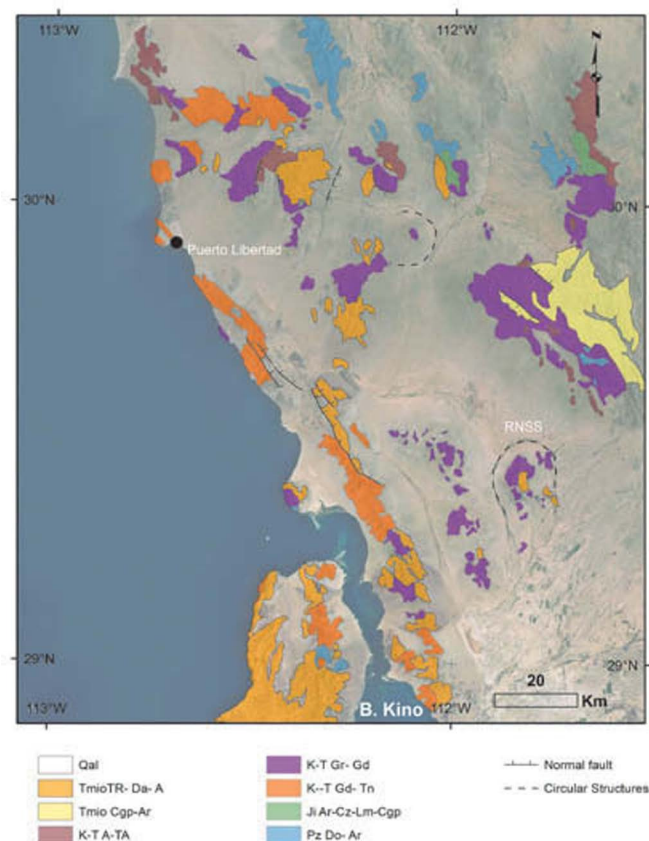 113°W 112°W
z
30°N 30°N
Puerto Libertad
RNSS
29°N 29°N
20
Km
B. Kino
113°W 112°W
Qal
TmioTR- Da- A
Tmio Cgp-Ar
K-T A-TA
K-T Gr- Gd
K--T Gd- Tn
Ji Ar-Cz-Lm-Cgp
Pz Do- Ar
Normal fault
Circular Structures